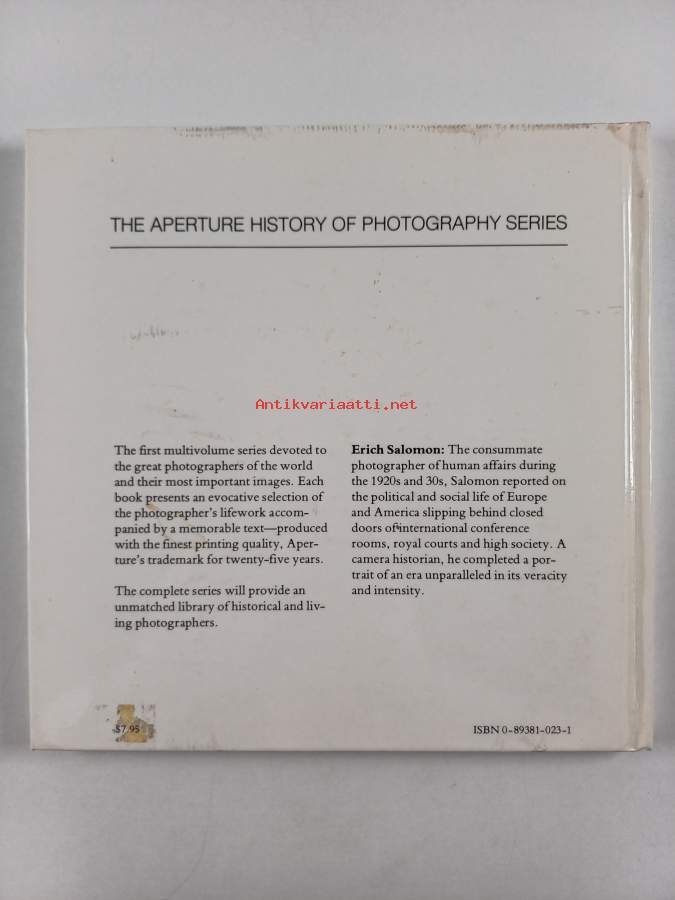 THE APERTURE HISTORY OF PHOTOGRAPHY SERIES
Antikvariaatti.net
The first multivolume series devoted to
the great photographers of the world
and their most important images. Each
book presents an evocative selection of
the photographer's lifework accom-
panied by a memorable text—produced
with the finest printing quality, Aper-
ture's trademark for twenty-five years.
The complete series will provide an
unmatched library of historical and liv-
ing photographers.
Erich Salomon: The consummate
photographer of human affairs during
the 1920s and 30s, Salomon reported on
the political and social life of Europe
and America slipping behind closed
doors of international conference
rooms, royal courts and high society. A
camera historian, he completed a por-
trait of an era unparalleled in its veracity
and intensity.
$7.95
ISBN 0-89381-023-1